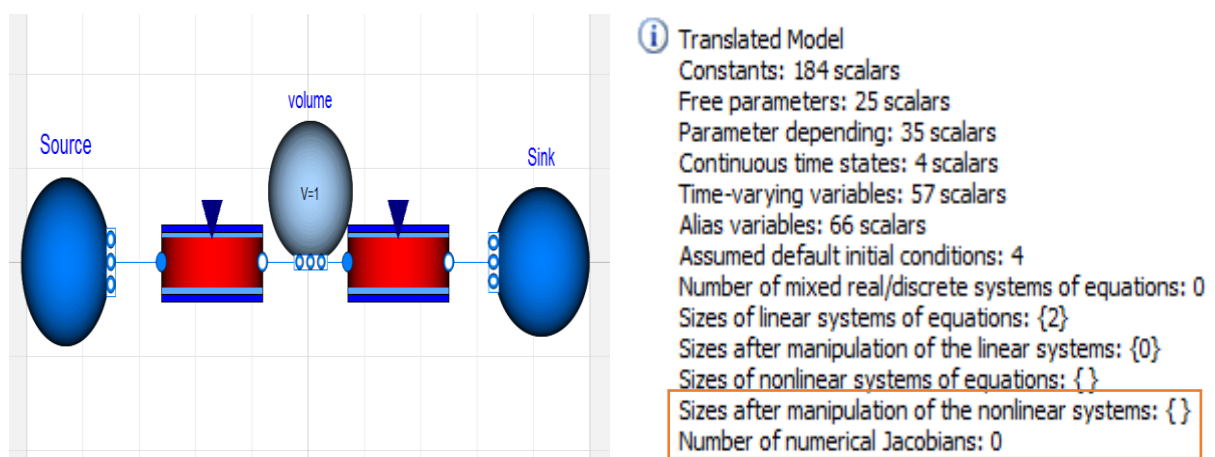 volume
Source
Sink
V=1
Translated Model
Constants: 184 scalars
Free parameters: 25 scalars
Parameter depending: 35 scalars
Continuous time states: 4 scalars
Time-varying variables: 57 scalars
Alias variables: 66 scalars
Assumed default initial conditions: 4
Number of mixed real/discrete systems of equations: 0
Sizes of linear systems of equations: {2}
Sizes after manipulation of the linear systems: {0}
Sizes of nonlinear systems of equations: { }
Sizes after manipulation of the nonlinear systems: { }
Number of numerical Jacobians: 0